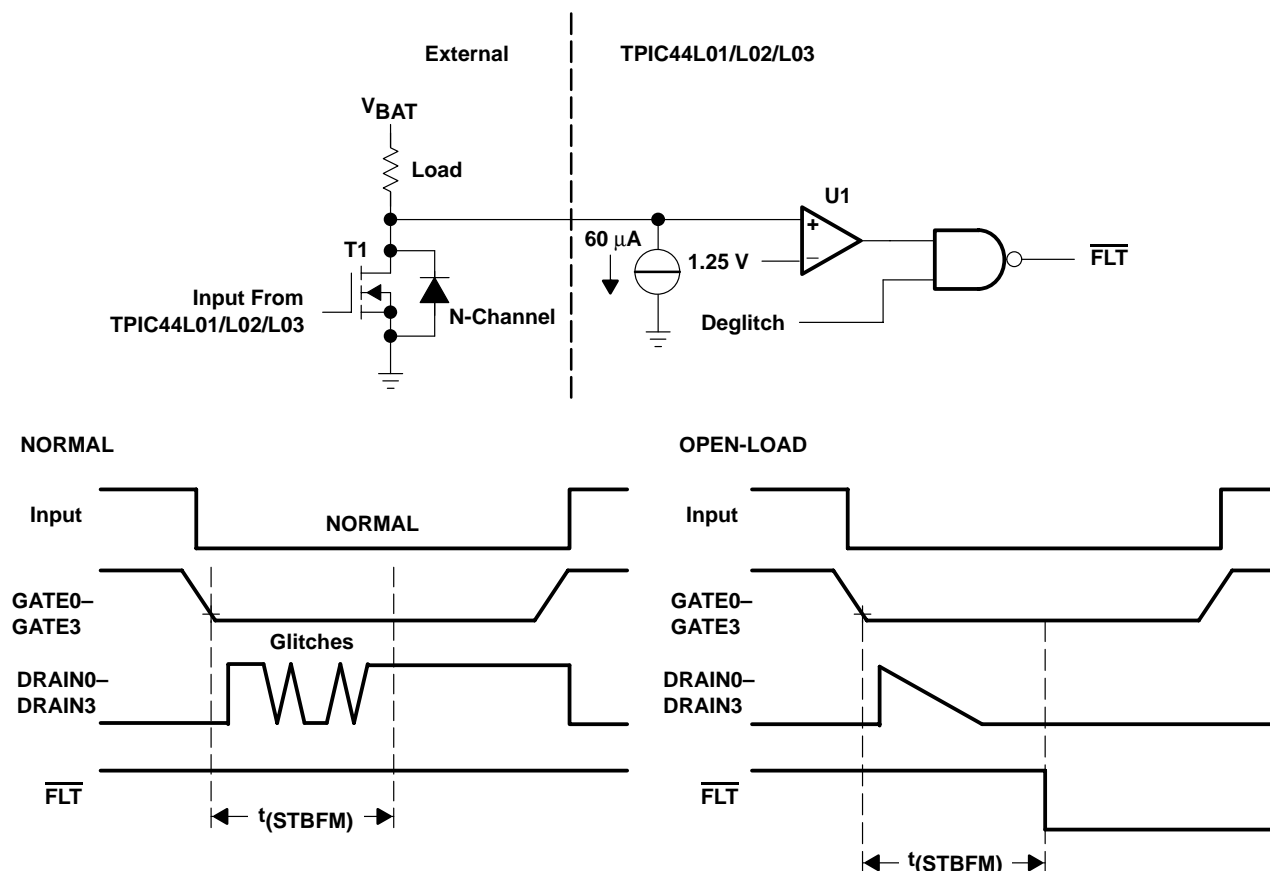 External
TPIC44L01/L02/L03
VBAT
Load
U1
+
–
T1
60 μA
1.25 V
FLT
Input From
TPIC44L01/L02/L03
N-Channel
Deglitch
NORMAL
Input
NORMAL
GATE0–
GATE3
Glitches
DRAIN0–
DRAIN3
FLT
t(STBFM)
OPEN-LOAD
Input
GATE0–
GATE3
DRAIN0–
DRAIN3
FLT
t(STBFM)